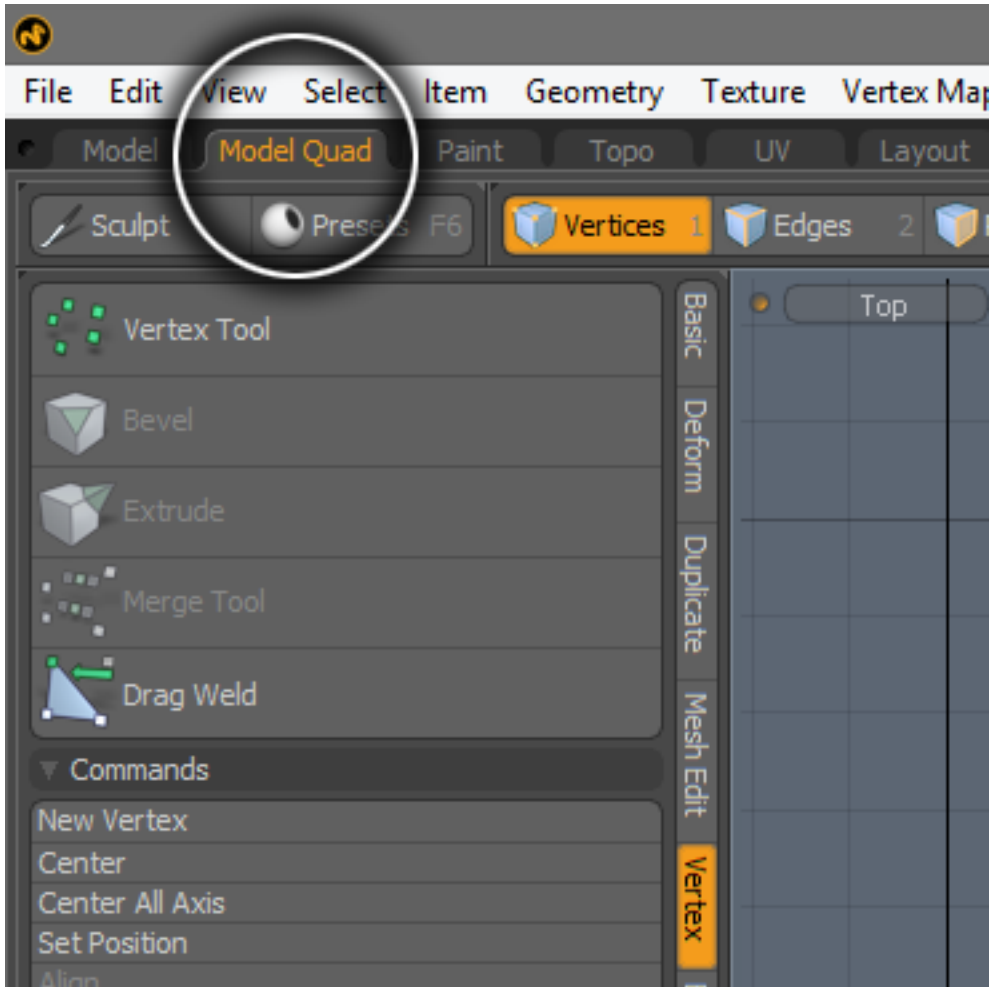 File Edit View Select Item Geometry Texture Vertex Map
Model Model Quad Paint Topo UV Layout
Sculpt Presets F6 Vertices 1 Edges 2
Top
Vertex Tool
Bevel
Extrude
Merge Tool
Drag Weld
Commands
New Vertex
Center
Center All Axis
Set Position
Align
Basic
Deform
Duplicate
Mesh Edit
Vertex